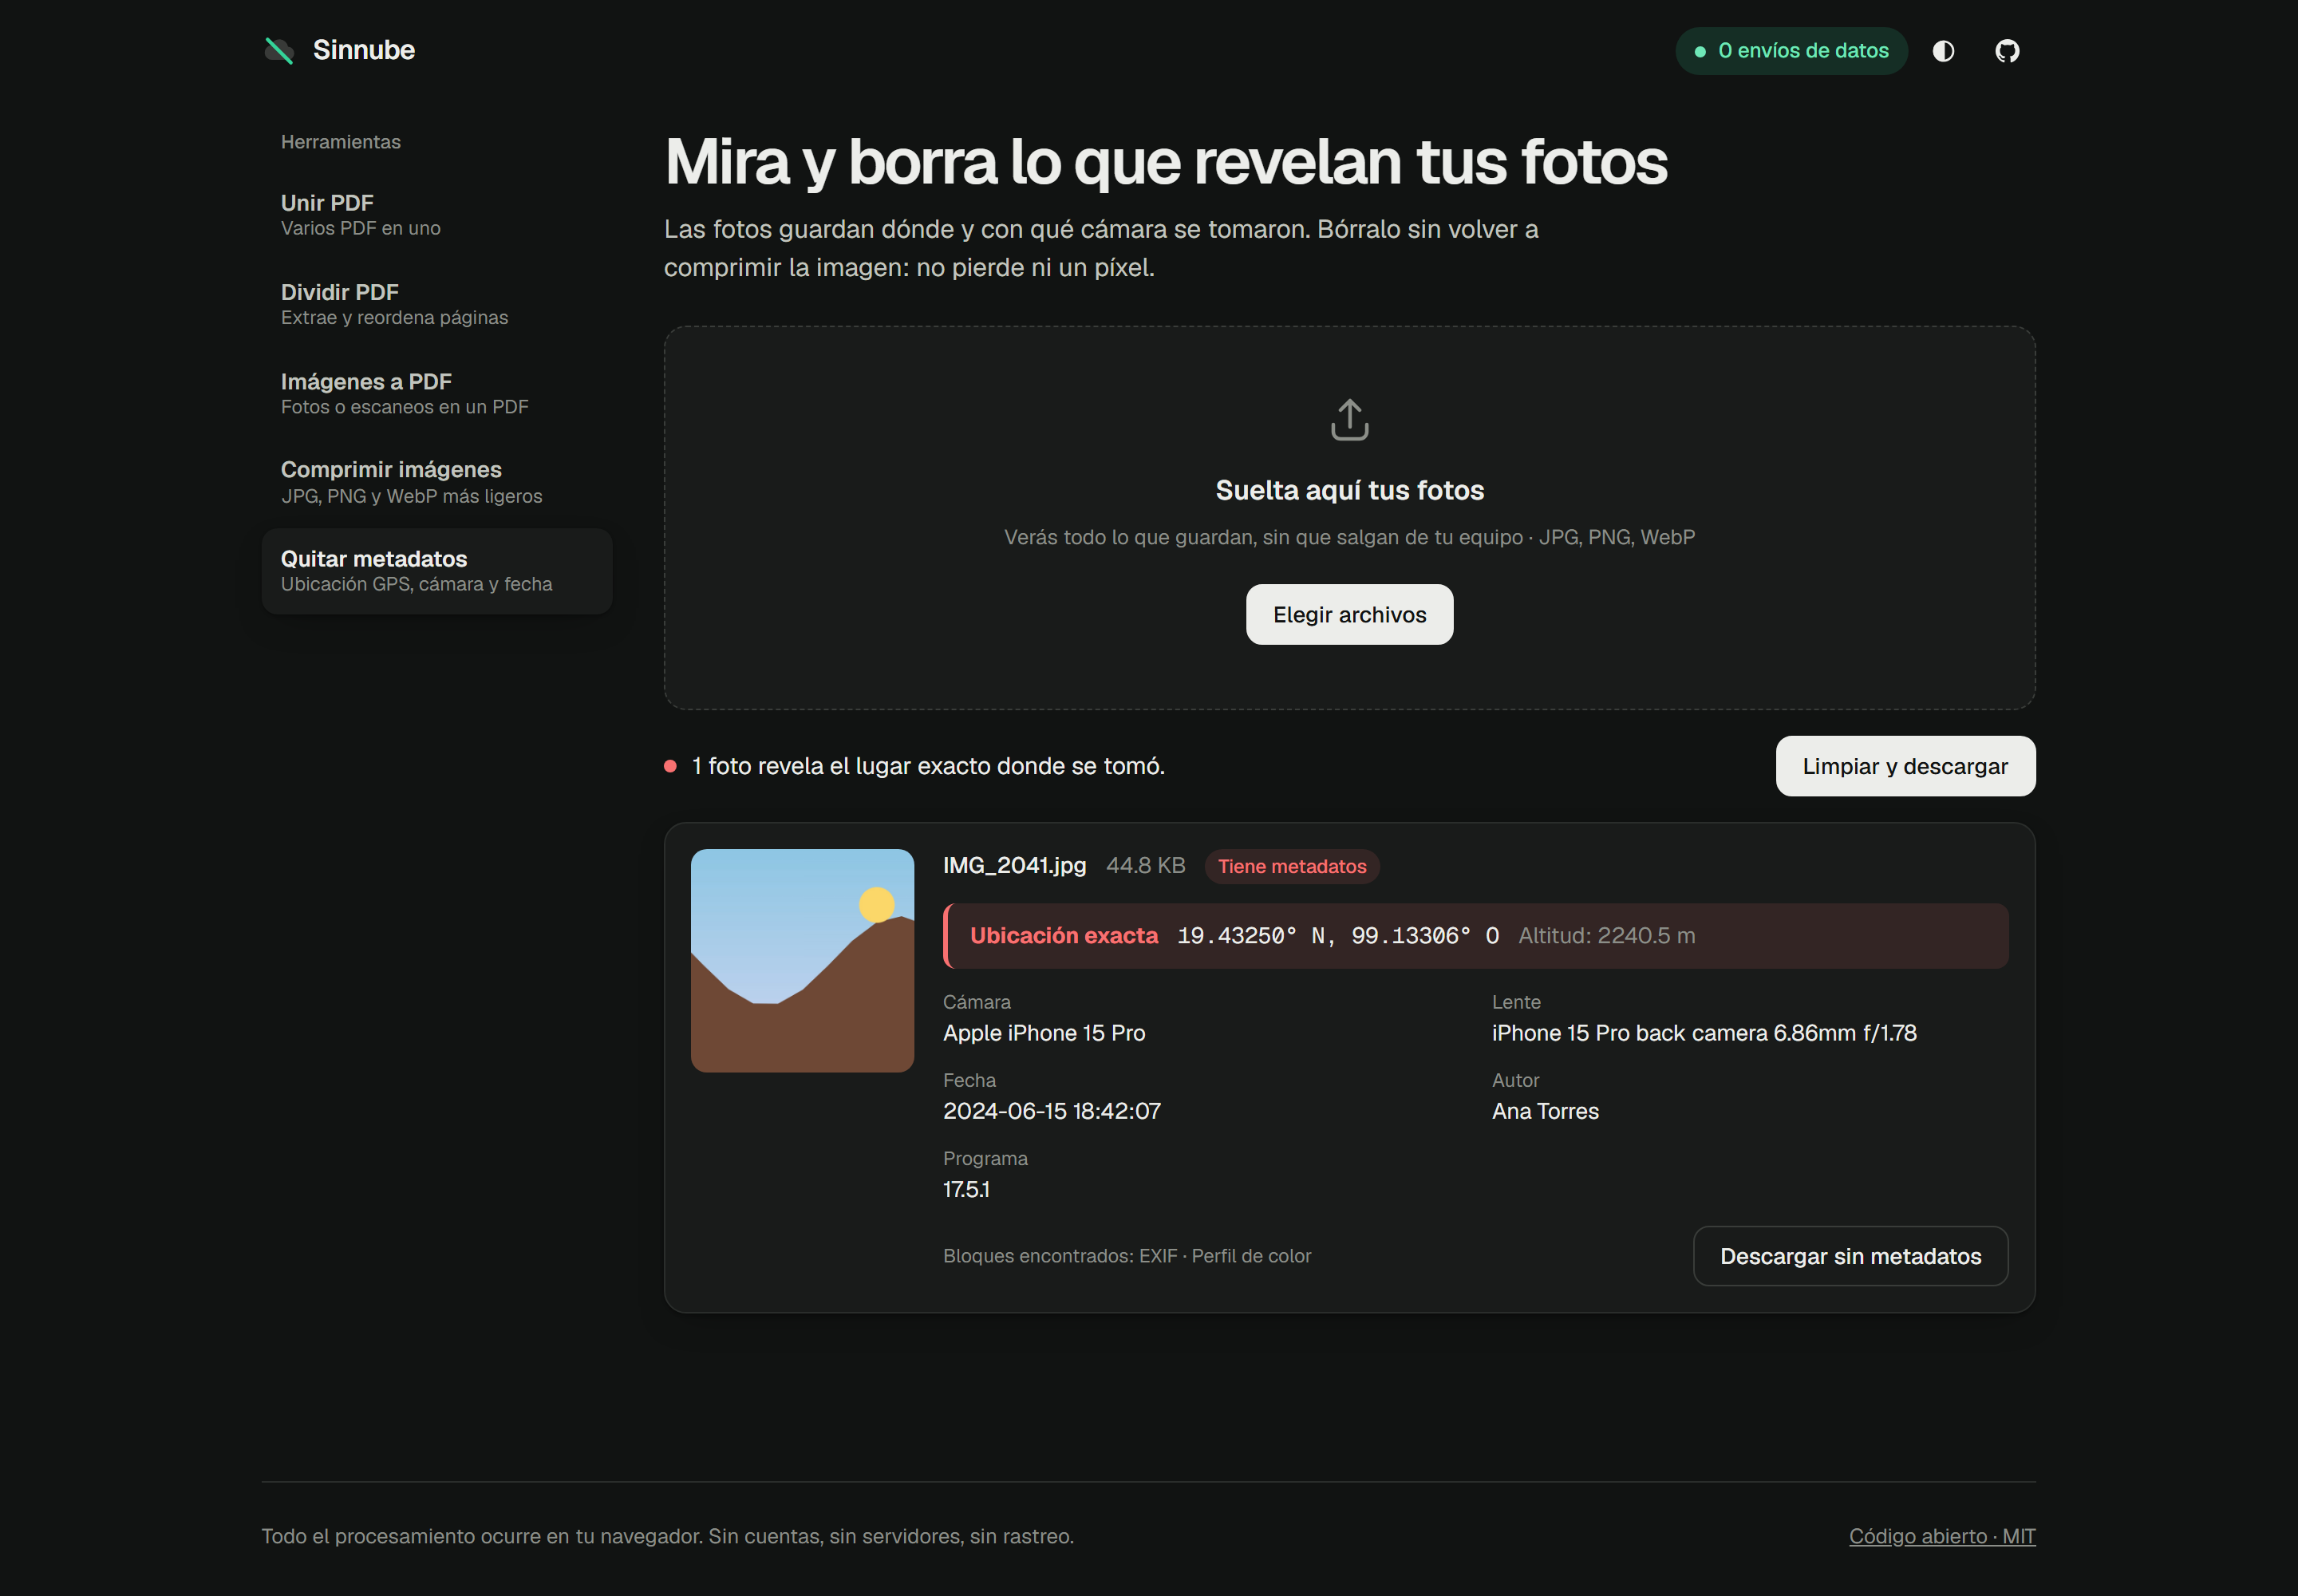 Sinnube
0 envíos de datos
Herramientas
Unir PDF
Varios PDF en uno
Dividir PDF
Extrae y reordena páginas
Imágenes a PDF
Fotos o escaneos en un PDF
Comprimir imágenes
JPG, PNG y WebP más ligeros
Quitar metadatos
Ubicación GPS, cámara y fecha
Mira y borra lo que revelan tus fotos
Las fotos guardan dónde y con qué cámara se tomaron. Bórralo sin volver a
comprimir la imagen: no pierde ni un píxel.
Suelta aquí tus fotos
Verás todo lo que guardan, sin que salgan de tu equipo · JPG, PNG, WebP
Elegir archivos
1 foto revela el lugar exacto donde se tomó.
Limpiar y descargar
IMG_2041.jpg 44.8 KB Tiene metadatos
Ubicación exacta 19.43250° N, 99.13306° O Altitud: 2240.5 m
Cámara
Apple iPhone 15 Pro
Lente
iPhone 15 Pro back camera 6.86mm f/1.78
Fecha
2024-06-15 18:42:07
Autor
Ana Torres
Programa
17.5.1
Bloques encontrados: EXIF · Perfil de color
Descargar sin metadatos
Todo el procesamiento ocurre en tu navegador. Sin cuentas, sin servidores, sin rastreo.
Código abierto · MIT